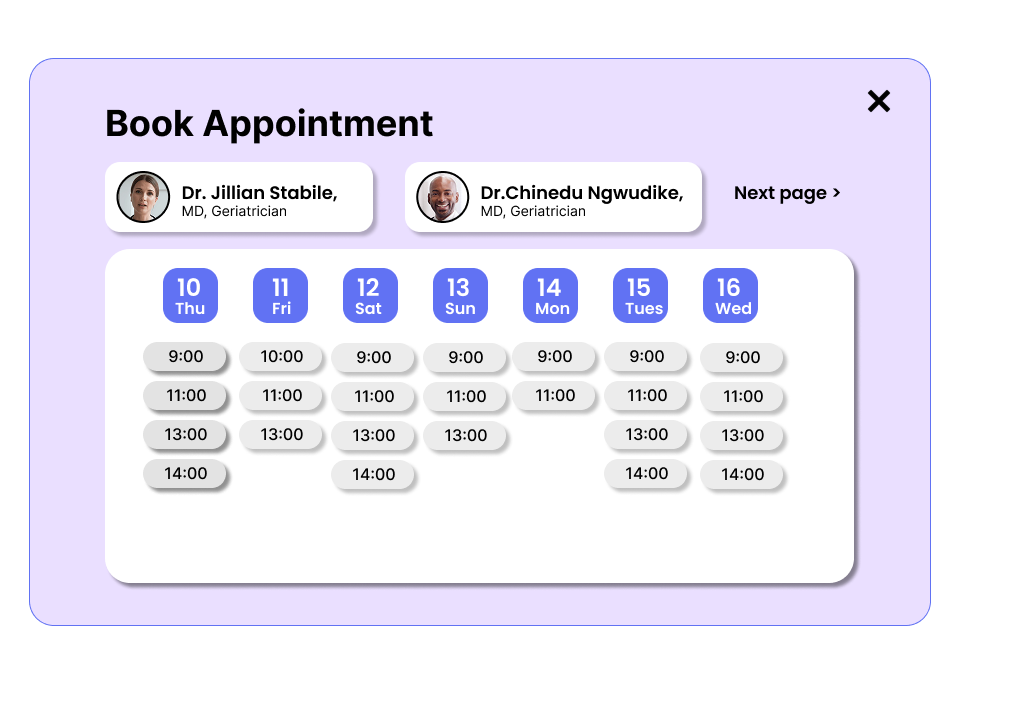 Book Appointment
Dr. Jillian Stabile,
MD, Geriatrician
Dr.Chinedu Ngwudike,
MD, Geriatrician
Next page >
10 11 12 13 14 15 16
Thu Fri Sat Sun Mon Tues Wed
9:00 10:00 9:00 9:00 9:00 9:00 9:00
11:00 11:00 11:00 11:00 11:00 11:00 11:00
13:00 13:00 13:00 13:00 13:00 13:00
14:00 14:00 14:00 14:00